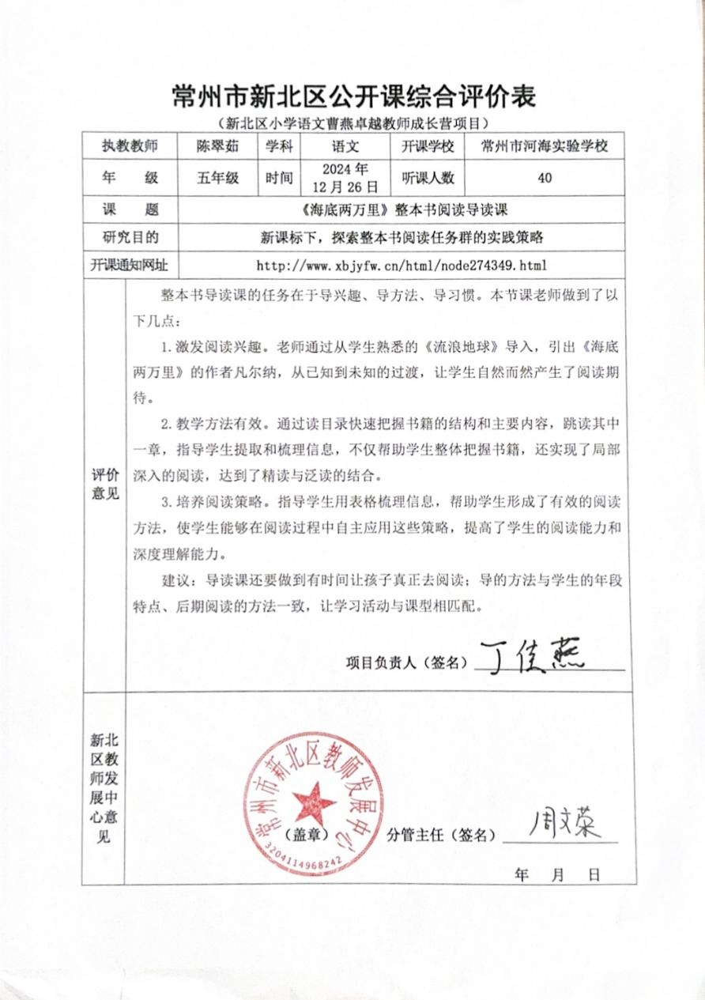 常州市新北区公开课综合评价表
（新北区小学语文曹燕卓越教师成长营项目）
执教教师 陈翠茹 学科 语文 开课学校 常州市河海实验学校
年 级 五年级 时间 2024 年 12 月 26 日 听课人数 40
课 题 《海底两万里》整本书阅读导读课
研究目的 新课标下，探索整本书阅读任务群的实践策略
开课通知网址 http://www.xbjyfw.cn/html/node274349.html
评价意见
整本书导读课的任务在于导兴趣、导方法、导习惯。本节课老师做到了以
下几点：
1.激发阅读兴趣。老师通过从学生熟悉的《流浪地球》导入，引出《海底
两万里》的作者凡尔纳，从已知到未知的过渡，让学生自然而然产生了阅读期
待。
2.教学方法有效。通过读目录快速把握书籍的结构和主要内容，跳读其中
一章，指导学生提取和梳理信息，不仅帮助学生整体把握书籍，还实现了局部
深入的阅读，达到了精读与泛读的结合。
3.培养阅读策略。指导学生用表格梳理信息，帮助学生形成了有效的阅读
方法，使学生能够在阅读过程中自主应用这些策略，提高了学生的阅读能力和
深度理解能力。
建议：导读课还要做到有时间让孩子真正去阅读；导的方法与学生的年段
特点、后期阅读的方法一致，让学习活动与课型相匹配。
项目负责人（签名） 丁佳燕
新北区教师发展中心意见
常州市新北区教师发展中心
3204114968242
（盖章） 分管主任（签名） 周文荣
年 月 日